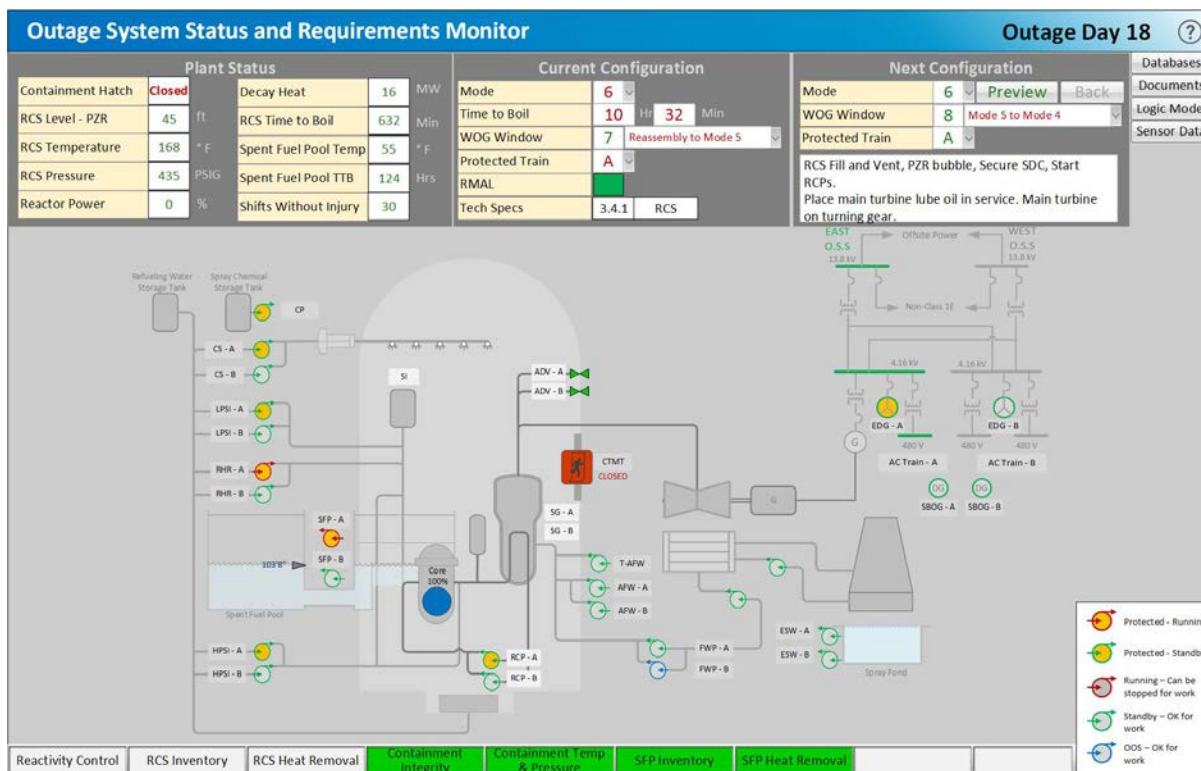 Outage System Status and Requirements Monitor
Outage Day 18
?
Plant Status
Containment Hatch Closed
RCS Level - PZR 45 ft
RCS Temperature 168 ° F
RCS Pressure 435 PSIG
Reactor Power 0 %
Decay Heat 16 MW
RCS Time to Boil 632 Min
Spent Fuel Pool Temp 55 ° F
Spent Fuel Pool TTB 124 Hrs
Shifts Without Injury 30
Current Configuration
Mode 6
Time to Boil 10 Hr 32 Min
WOG Window 7 Reassembly to Mode 5
Protected Train A
RMAL
Tech Specs 3.4.1 RCS
Next Configuration
Mode 6 Preview Back
WOG Window 8 Mode 5 to Mode 4
Protected Train A
RCS Fill and Vent, PZR bubble, Secure SDC, Start
RCPs.
Place main turbine lube oil in service. Main turbine
on turning gear.
Databases
Documents
Logic Mode
Sensor Data
EAST
O.S.S
13.8 kV
Offsite Power
WEST
O.S.S
13.8 kV
Non-Class 1E
4.16 kV
4.16 kV
EDG - A
EDG - B
480 V
480 V
480 V
AC Train - A
AC Train - B
DG
DG
SBOG - A
SBOG - B
G
G
Refueling Water
Storage Tank
Spray Chemical
Storage Tank
CP
CS - A
CS - B
SI
LPSI - A
LPSI - B
RHR - A
RHR - B
ADV - A
ADV - B
CTMT
CLOSED
SG - A
SG - B
SFP - A
SFP - B
103'8"
Spent Fuel Pool
Core
100%
T-AFW
AFW - A
AFW - B
HPSI - A
HPSI - B
RCP - A
RCP - B
FWP - A
FWP - B
ESW - A
ESW - B
Spray Pond
Protected - Runnin
Protected - Standb
Running – Can be
stopped for work
Standby – OK for
work
OOS – OK for
work
Reactivity Control
RCS Inventory
RCS Heat Removal
Containment
Integrity
Containment Temp
& Pressure
SFP Inventory
SFP Heat Removal